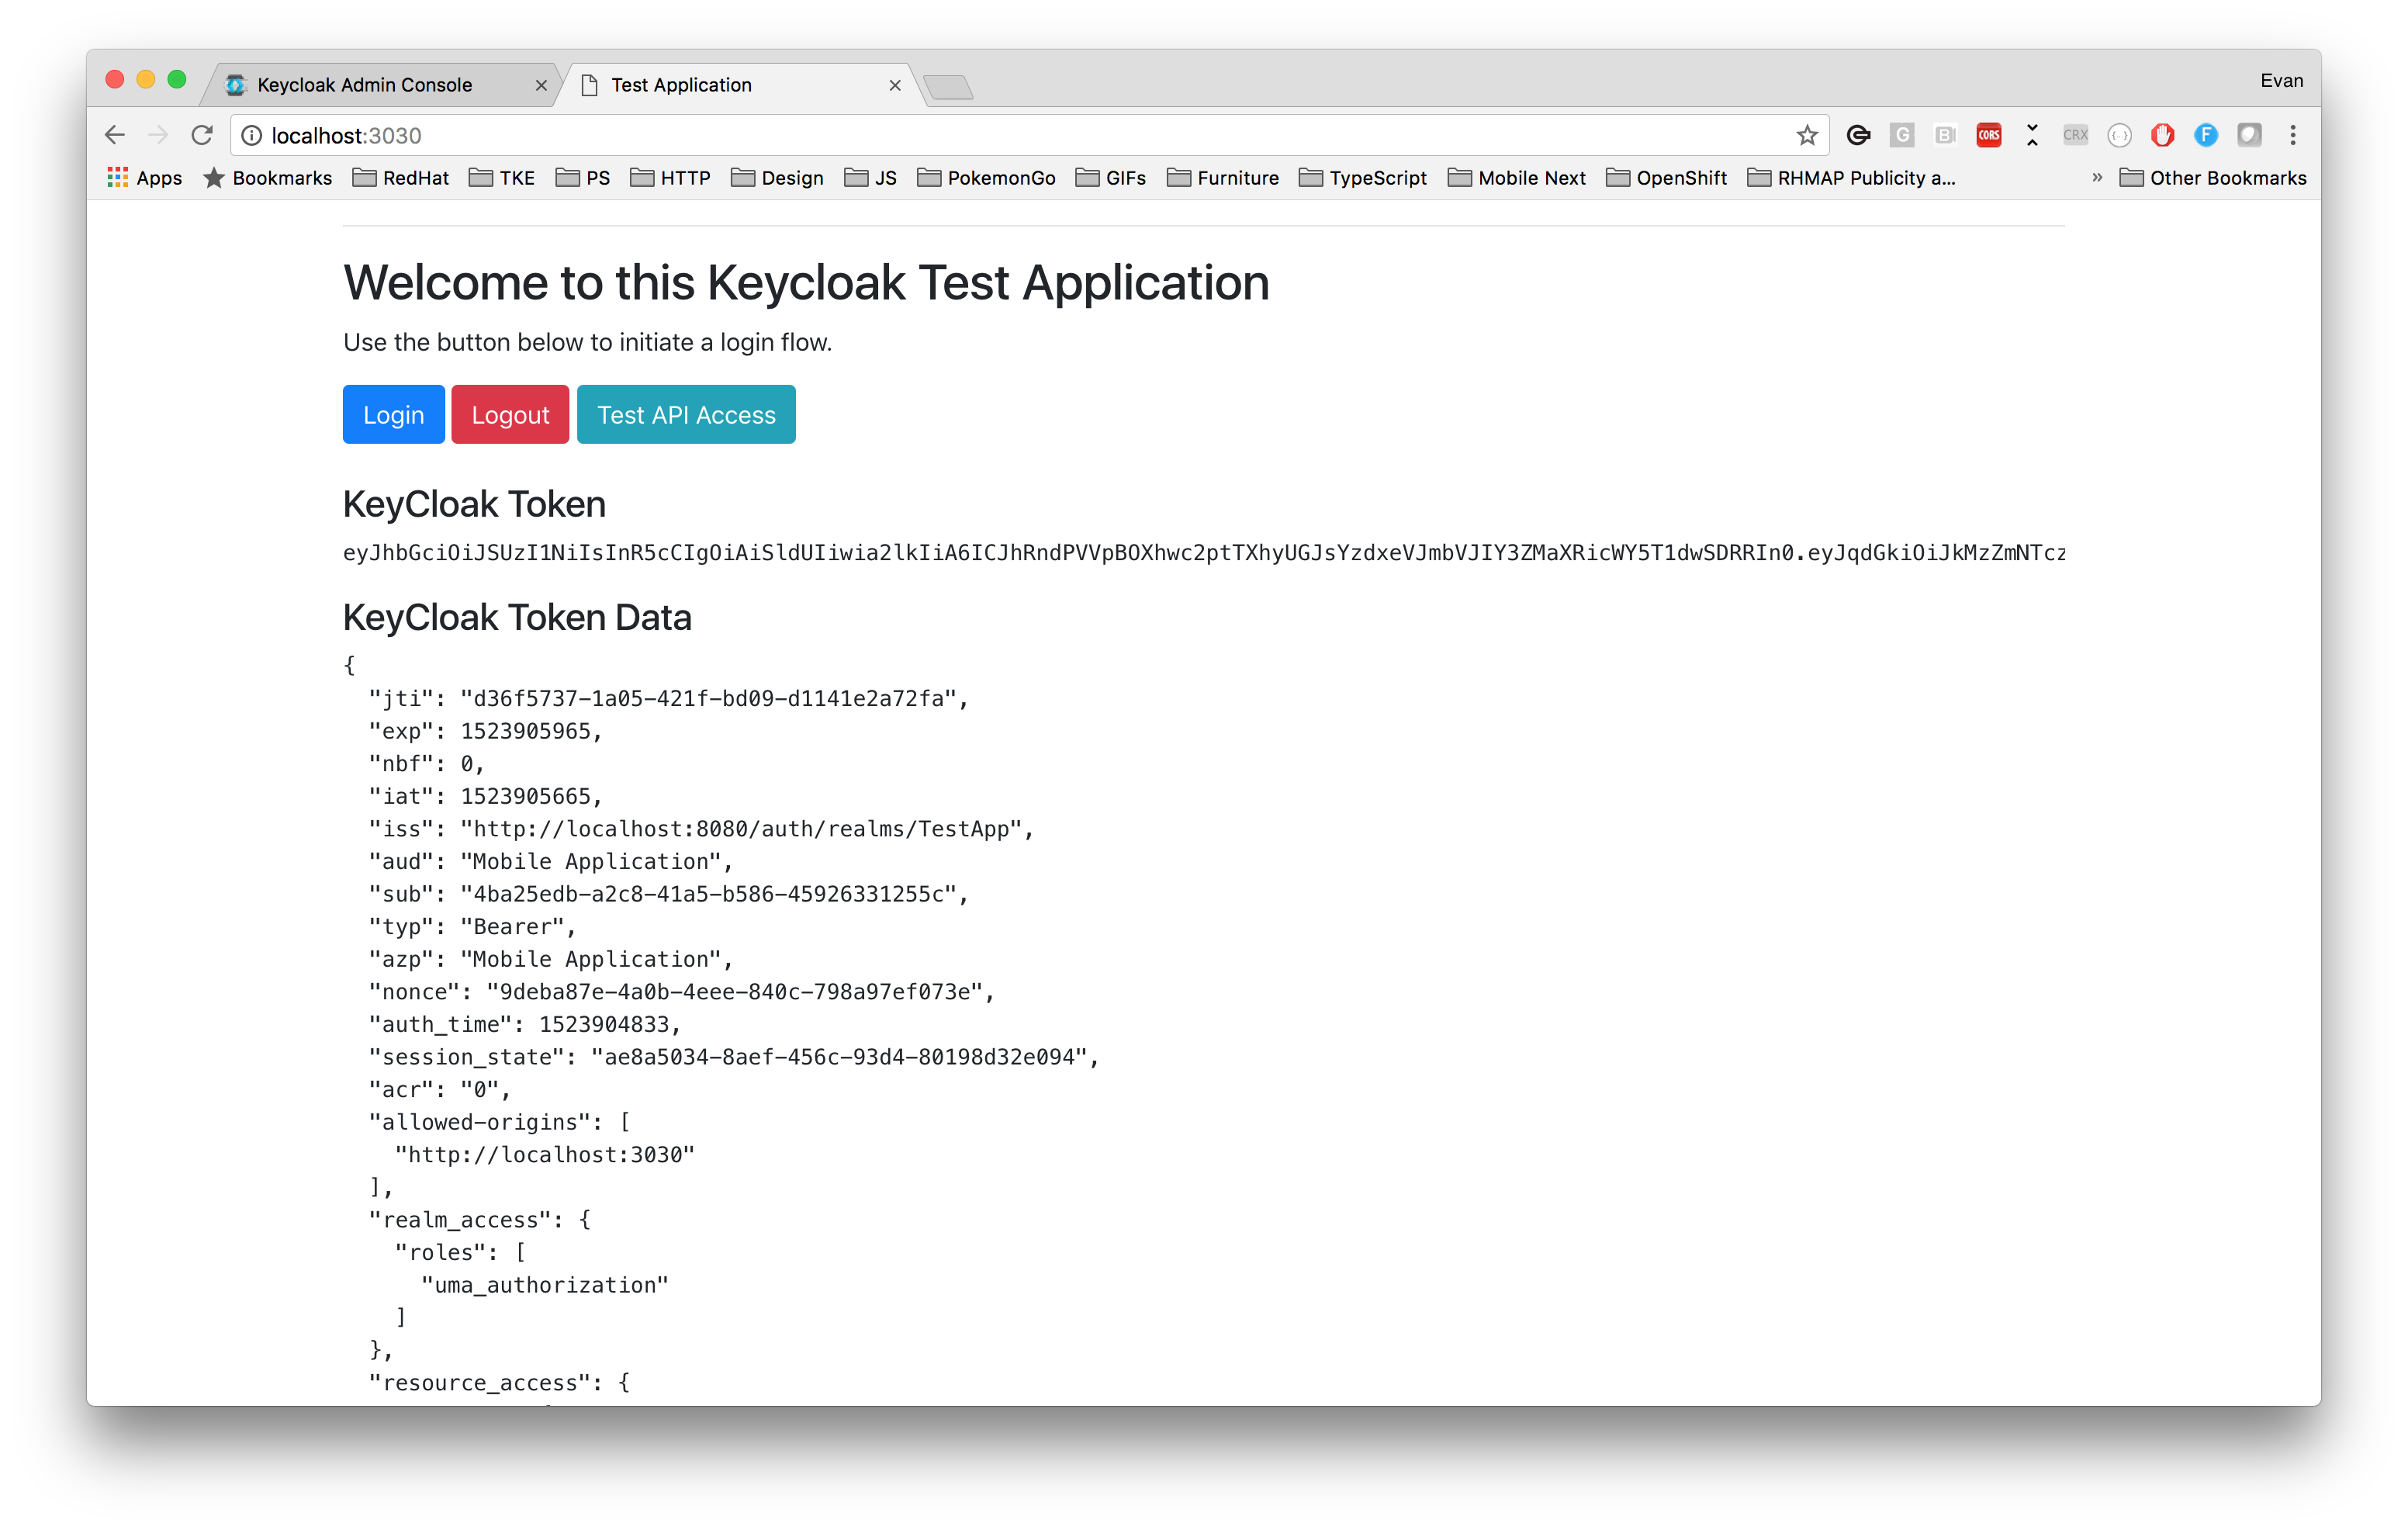 Keycloak Admin Console
Test Application
Evan
localhost:3030
G
B
CORS
CRX
{...}
F
Apps
Bookmarks
RedHat
TKE
PS
HTTP
Design
JS
PokemonGo
GIFs
Furniture
TypeScript
Mobile Next
OpenShift
RHMAP Publicity a...
»
Other Bookmarks
Welcome to this Keycloak Test Application
Use the button below to initiate a login flow.
Login
Logout
Test API Access
KeyCloak Token
eyJhbGciOiJSUzI1NiIsInR5cCIgOiAiSldUIiwia2lkIiA6ICJhRndPVVpBOXhwc2ptTXhyUGJsYzdxeVJmbVJIY3ZMaXRicWY5T1dwSDRRIn0.eyJqdGkiOiJkMzZmNTcz
KeyCloak Token Data
{
  "jti": "d36f5737-1a05-421f-bd09-d1141e2a72fa",
  "exp": 1523905965,
  "nbf": 0,
  "iat": 1523905665,
  "iss": "http://localhost:8080/auth/realms/TestApp",
  "aud": "Mobile Application",
  "sub": "4ba25edb-a2c8-41a5-b586-45926331255c",
  "typ": "Bearer",
  "azp": "Mobile Application",
  "nonce": "9deba87e-4a0b-4eee-840c-798a97ef073e",
  "auth_time": 1523904833,
  "session_state": "ae8a5034-8aef-456c-93d4-80198d32e094",
  "acr": "0",
  "allowed-origins": [
    "http://localhost:3030"
  ],
  "realm_access": {
    "roles": [
      "uma_authorization"
    ]
  },
  "resource_access": {